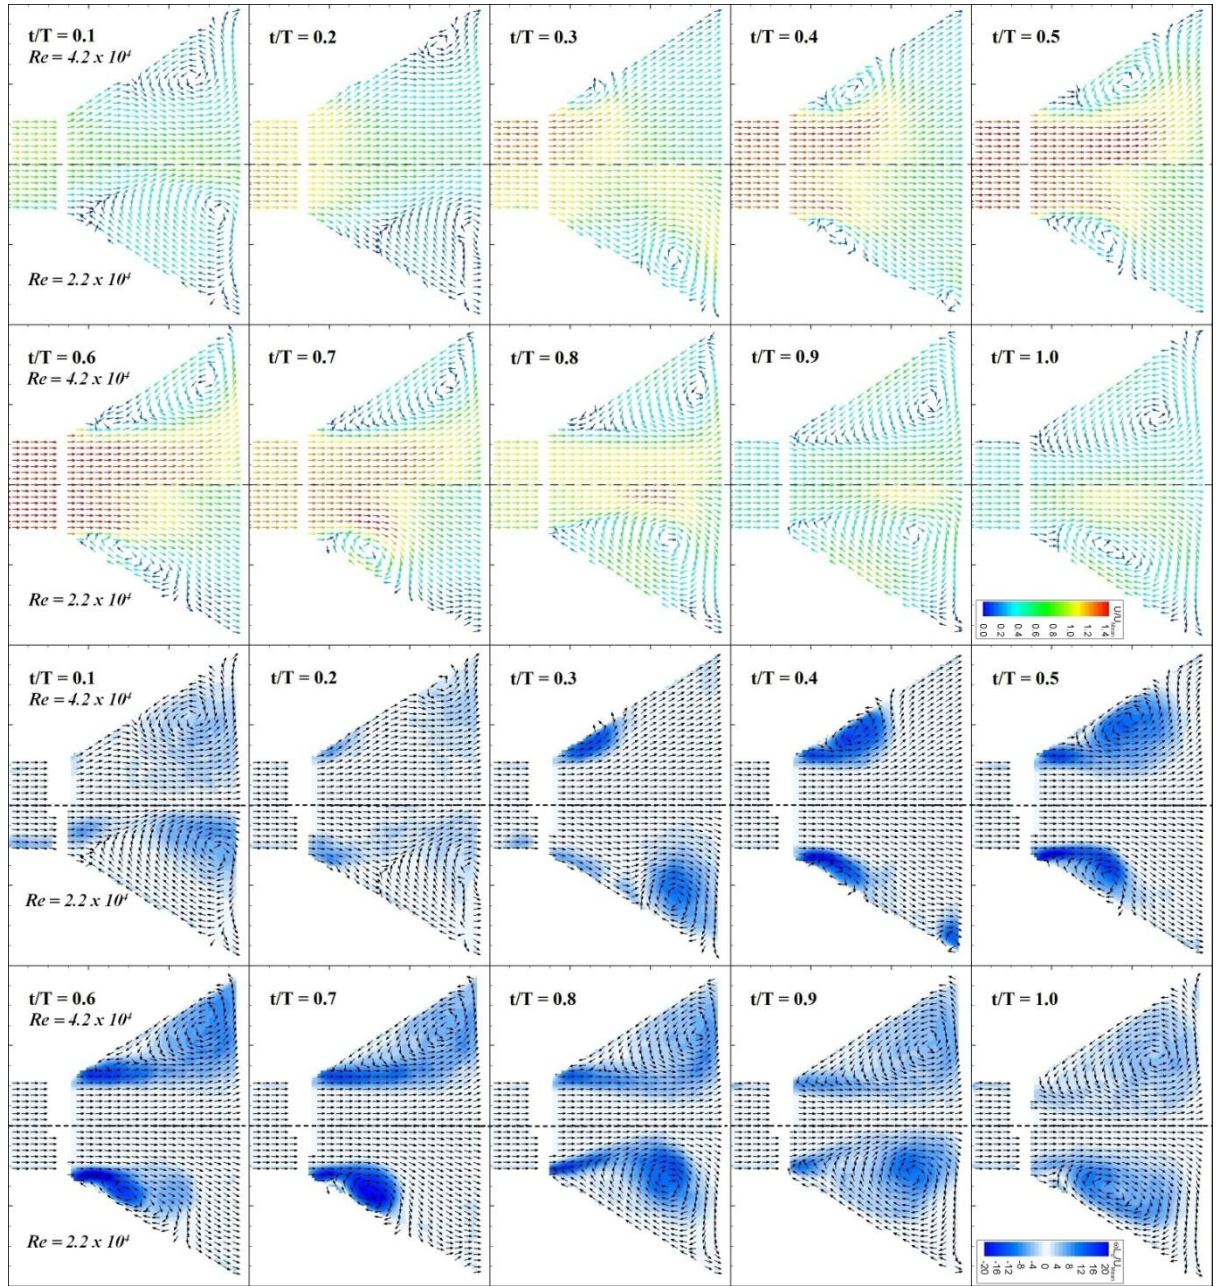 t/T = 0.1
Re = 4.2 x 10⁴
t/T = 0.2
t/T = 0.3
t/T = 0.4
t/T = 0.5
Re = 2.2 x 10⁴
t/T = 0.6
Re = 4.2 x 10⁴
t/T = 0.7
t/T = 0.8
t/T = 0.9
t/T = 1.0
Re = 2.2 x 10⁴
U/U_Mean
0.0 0.2 0.4 0.6 0.8 1.0 1.2 1.4
t/T = 0.1
Re = 4.2 x 10⁴
t/T = 0.2
t/T = 0.3
t/T = 0.4
t/T = 0.5
Re = 2.2 x 10⁴
t/T = 0.6
Re = 4.2 x 10⁴
t/T = 0.7
t/T = 0.8
t/T = 0.9
t/T = 1.0
Re = 2.2 x 10⁴
-20 -16 -12 -8 -4 0 4 8 12 16 20